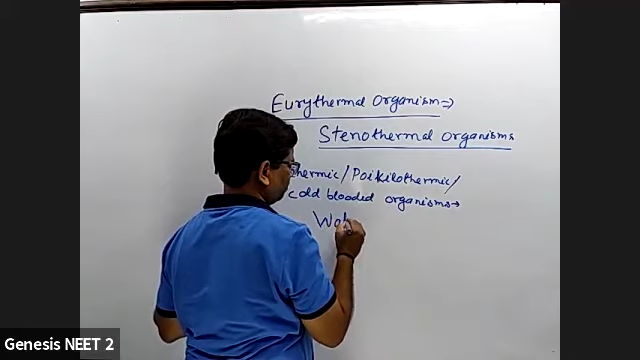 Eurythermal Organism⇒
Stenothermal organisms
thermic/Poikilothermic/
cold blooded organisms→
Genesis NEET 2